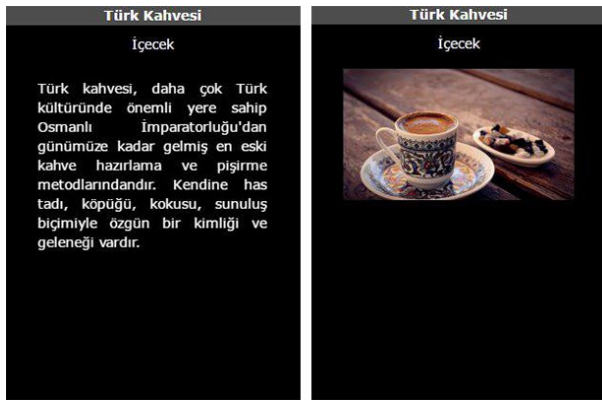 Türk Kahvesi
İçecek
Türk kahvesi, daha çok Türk
kültüründe önemli yere sahip
Osmanlı İmparatorluğu'dan
günümüze kadar gelmiş en eski
kahve hazırlama ve pişirme
metodlarındandır. Kendine has
tadı, köpüğü, kokusu, sunuluş
biçimiyle özgün bir kimliği ve
geleneği vardır.
Türk Kahvesi
İçecek